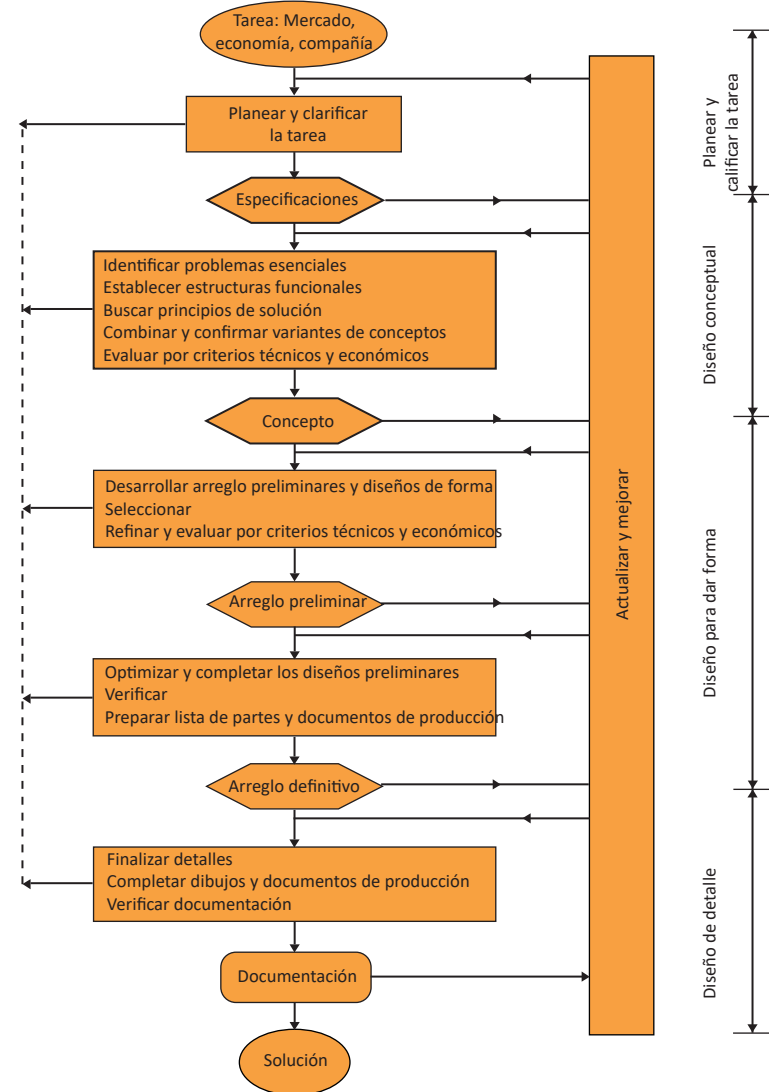 Tarea: Mercado,
economía, compañía
Planear y clarificar
la tarea
Especificaciones
Identificar problemas esenciales
Establecer estructuras funcionales
Buscar principios de solución
Combinar y confirmar variantes de conceptos
Evaluar por criterios técnicos y económicos
Concepto
Desarrollar arreglo preliminares y diseños de forma
Seleccionar
Refinar y evaluar por criterios técnicos y económicos
Arreglo preliminar
Optimizar y completar los diseños preliminares
Verificar
Preparar lista de partes y documentos de producción
Arreglo definitivo
Finalizar detalles
Completar dibujos y documentos de producción
Verificar documentación
Documentación
Solución
Actualizar y mejorar
Planear y
calificar la tarea
Diseño conceptual
Diseño para dar forma
Diseño de detalle